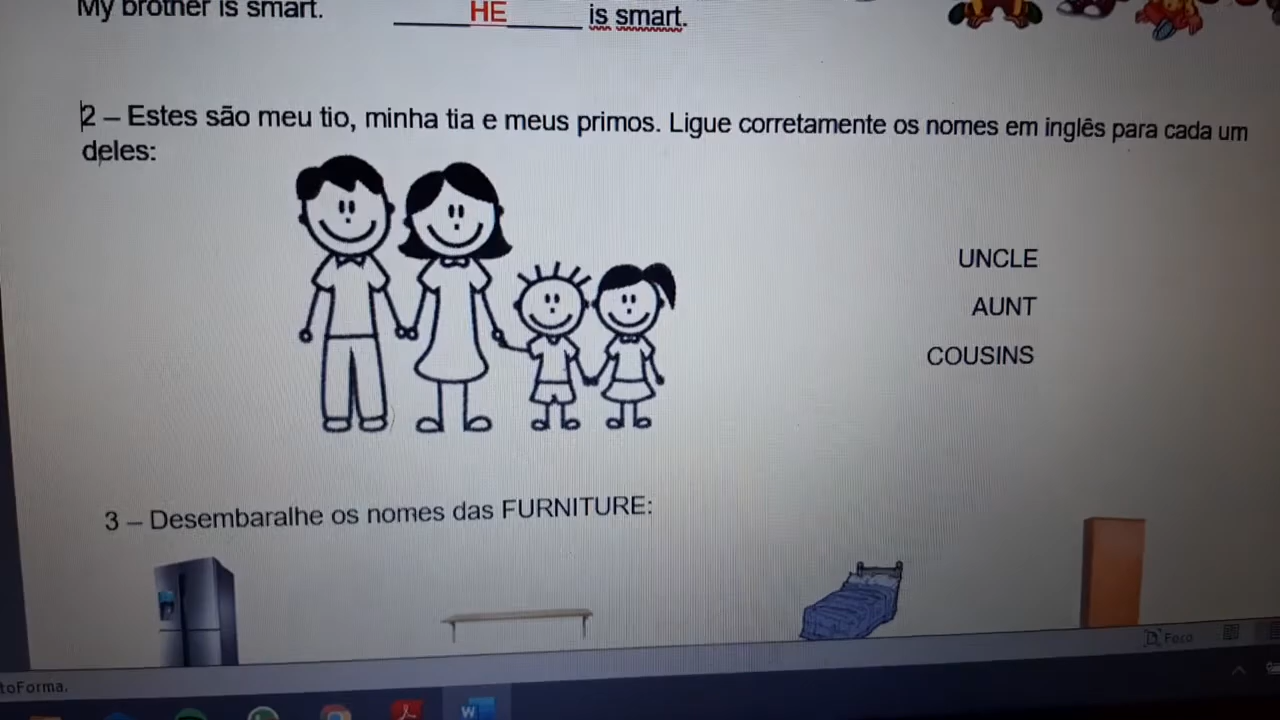 My brother is smart. HE is smart.
2 – Estes são meu tio, minha tia e meus primos. Ligue corretamente os nomes em inglês para cada um
deles:
UNCLE
AUNT
COUSINS
3 – Desembaralhe os nomes das FURNITURE:
Foco
toForma.